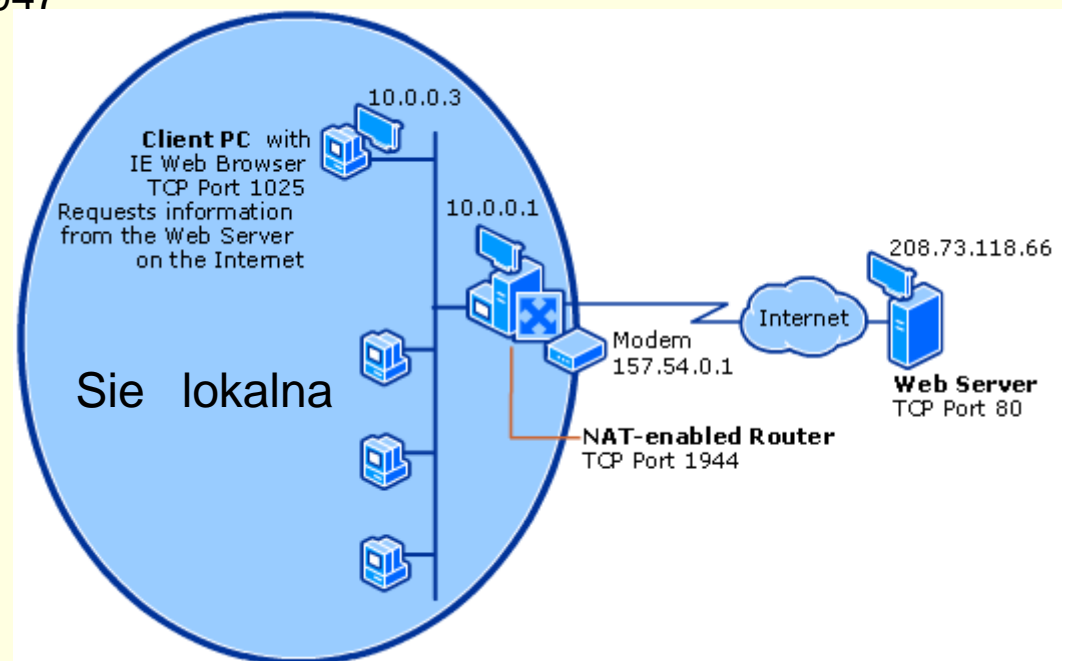 10.0.0.3
Client PC with
IE Web Browser
TCP Port 1025
Requests information
from the Web Server
on the Internet
10.0.0.1
208.73.118.66
Internet
Modem
157.54.0.1
Web Server
TCP Port 80
Sie lokalna
NAT-enabled Router
TCP Port 1944